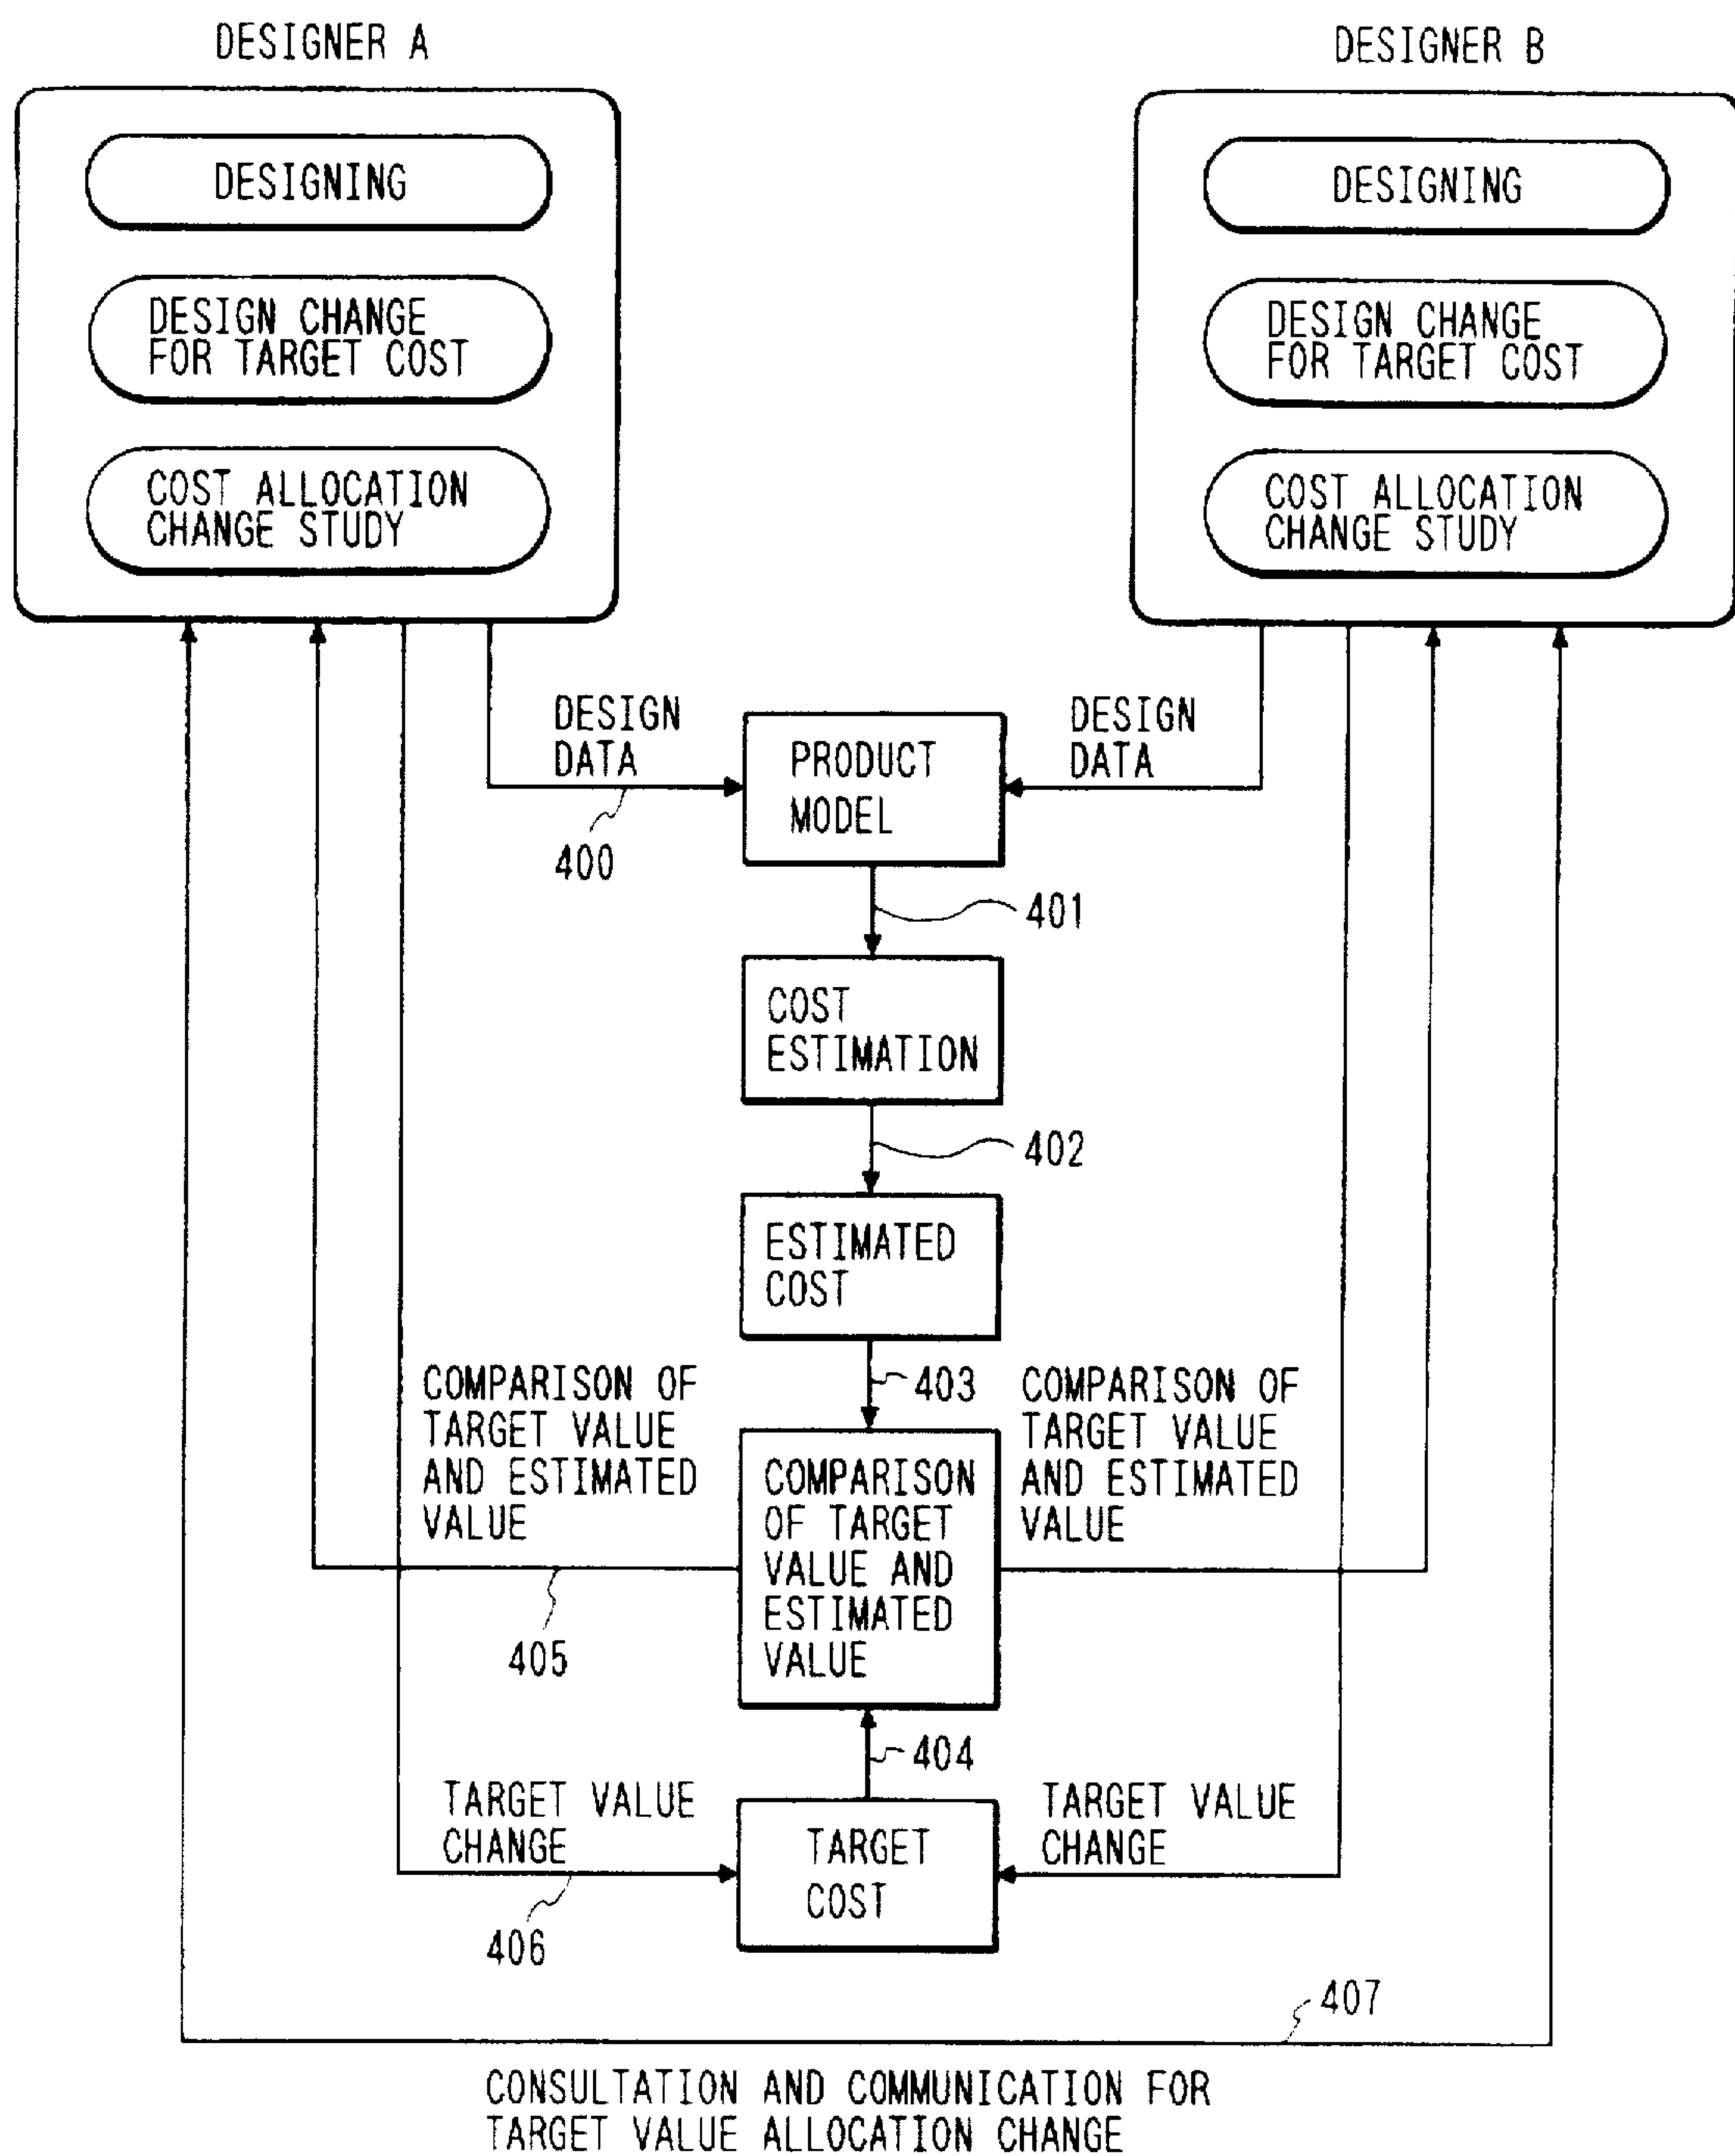 DESIGNER A
DESIGNER B
DESIGNING
DESIGN CHANGE
FOR TARGET COST
COST ALLOCATION
CHANGE STUDY
DESIGNING
DESIGN CHANGE
FOR TARGET COST
COST ALLOCATION
CHANGE STUDY
DESIGN
DATA
400
PRODUCT
MODEL
DESIGN
DATA
401
COST
ESTIMATION
402
ESTIMATED
COST
403
COMPARISON OF
TARGET VALUE
AND ESTIMATED
VALUE
405
COMPARISON
OF TARGET
VALUE AND
ESTIMATED
VALUE
COMPARISON OF
TARGET VALUE
AND ESTIMATED
VALUE
404
TARGET VALUE
CHANGE
406
TARGET
COST
TARGET VALUE
CHANGE
407
CONSULTATION AND COMMUNICATION FOR
TARGET VALUE ALLOCATION CHANGE